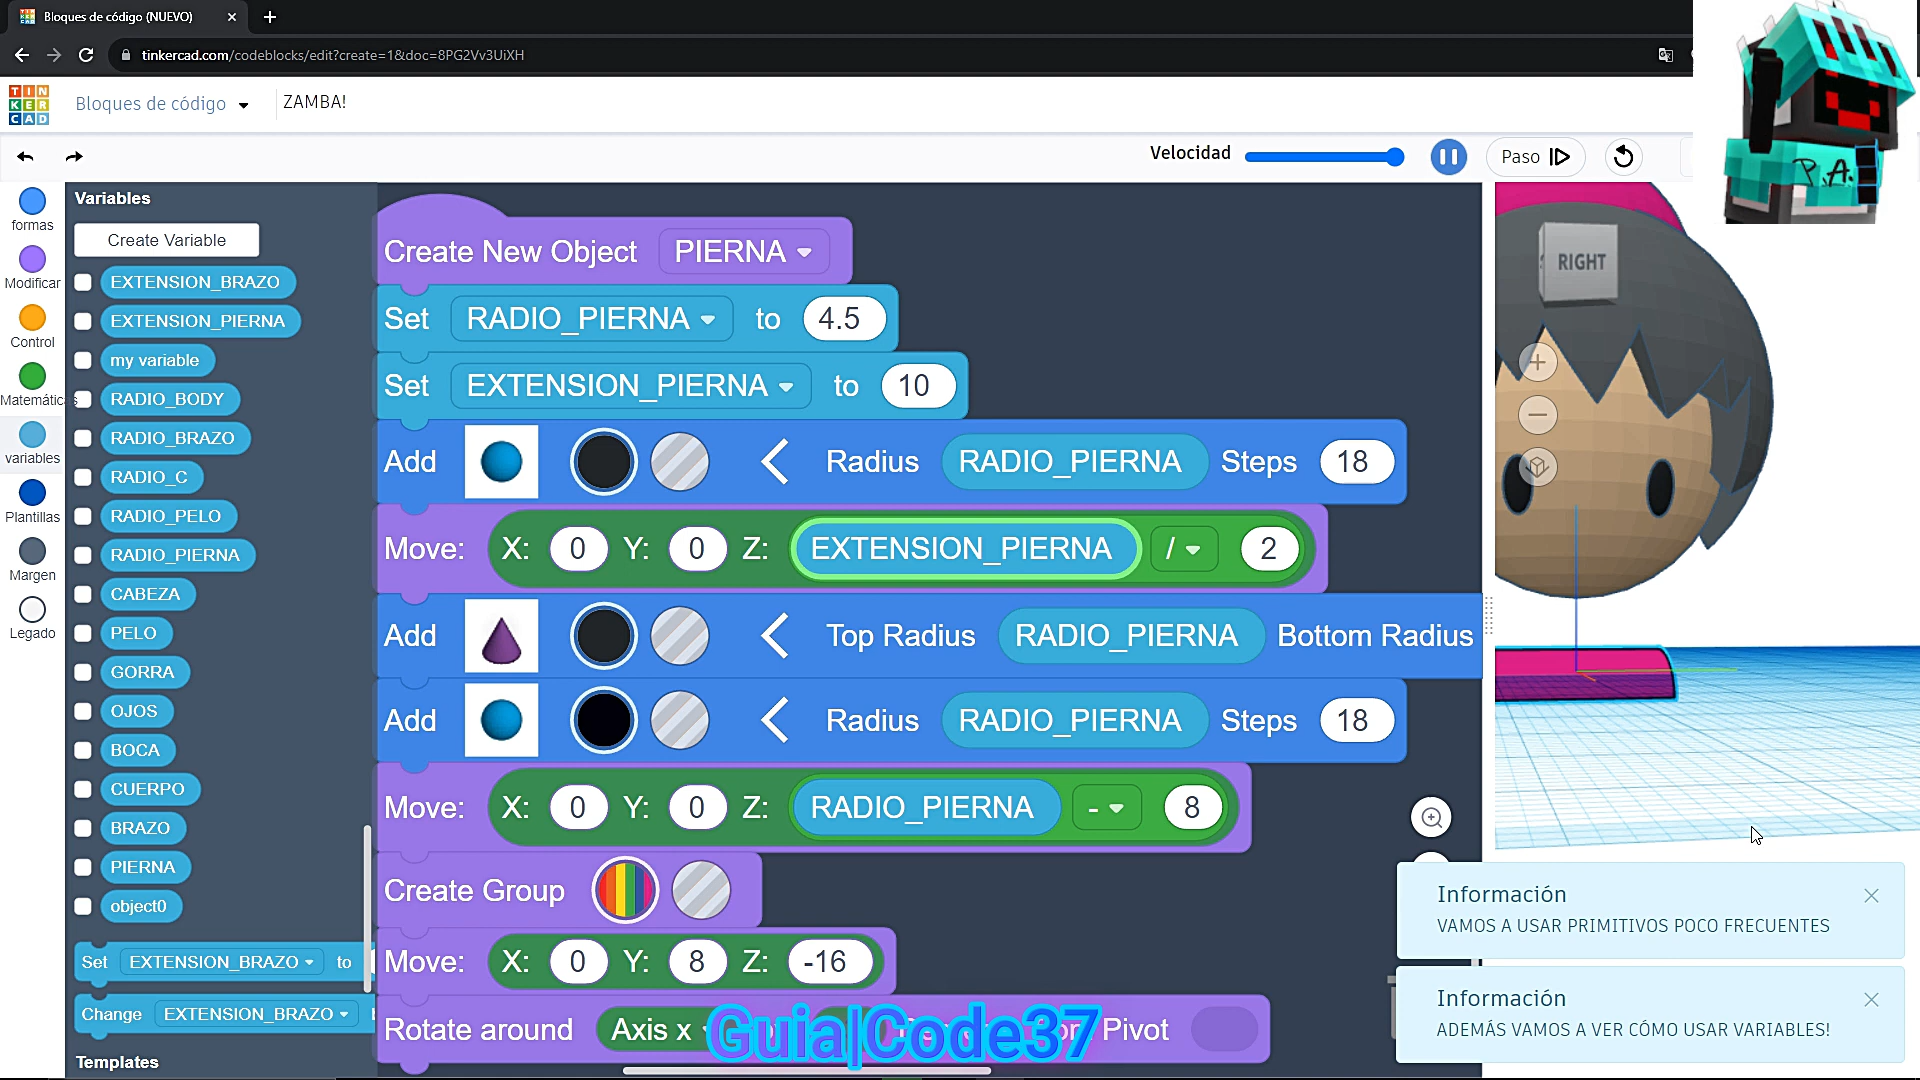 Bloques de código (NUEVO)
tinkercad.com/codeblocks/edit?create=1&doc=8PG2Vv3UiXH
TIN
KER
CAD
Bloques de código
ZAMBA!
Velocidad
Paso
P.A.
formas
Modificar
Control
Matemáticas
variables
Plantillas
Margen
Legado
Variables
Create Variable
EXTENSION_BRAZO
EXTENSION_PIERNA
my variable
RADIO_BODY
RADIO_BRAZO
RADIO_C
RADIO_PELO
RADIO_PIERNA
CABEZA
PELO
GORRA
OJOS
BOCA
CUERPO
BRAZO
PIERNA
object0
Set EXTENSION_BRAZO to
Change EXTENSION_BRAZO
Templates
Create New Object PIERNA
Set RADIO_PIERNA to 4.5
Set EXTENSION_PIERNA to 10
Add Radius RADIO_PIERNA Steps 18
Move: X: 0 Y: 0 Z: EXTENSION_PIERNA / 2
Add Top Radius RADIO_PIERNA Bottom Radius
Add Radius RADIO_PIERNA Steps 18
Move: X: 0 Y: 0 Z: RADIO_PIERNA - 8
Create Group
Move: X: 0 Y: 8 Z: -16
Rotate around Axis x Pivot
Guia|Code37
RIGHT
Información
VAMOS A USAR PRIMITIVOS POCO FRECUENTES
Información
ADEMÁS VAMOS A VER CÓMO USAR VARIABLES!